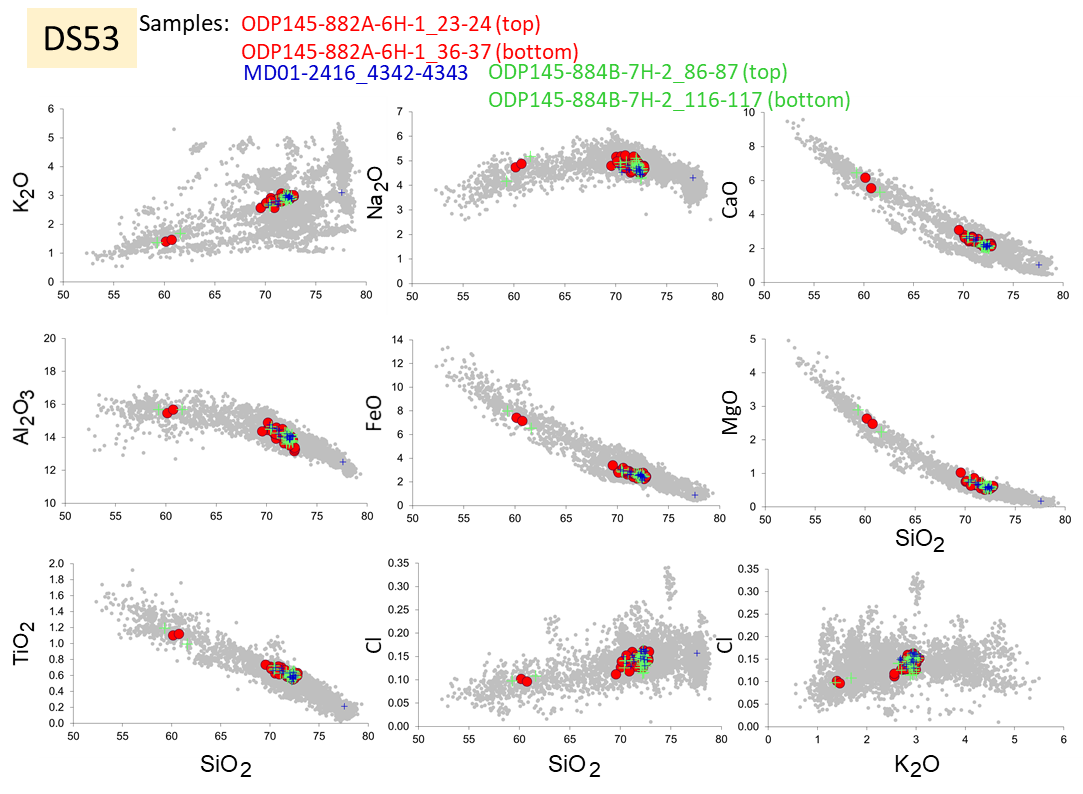 DS53
Samples: ODP145-882A-6H-1_23-24 (top)
ODP145-882A-6H-1_36-37 (bottom)
MD01-2416_4342-4343 ODP145-884B-7H-2_86-87 (top)
ODP145-884B-7H-2_116-117 (bottom)
K2O
6
5
4
3
2
1
0
50 55 60 65 70 75 80
Na2O
7
6
5
4
3
2
1
0
50 55 60 65 70 75 80
CaO
10
8
6
4
2
0
50 55 60 65 70 75 80
Al2O3
20
18
16
14
12
10
50 55 60 65 70 75 80
FeO
14
12
10
8
6
4
2
0
50 55 60 65 70 75 80
MgO
5
4
3
2
1
0
50 55 60 65 70 75 80
SiO2
TiO2
2.0
1.8
1.6
1.4
1.2
1.0
0.8
0.6
0.4
0.2
0.0
50 55 60 65 70 75 80
SiO2
Cl
0.35
0.30
0.25
0.20
0.15
0.10
0.05
0.00
50 55 60 65 70 75 80
SiO2
Cl
0.35
0.30
0.25
0.20
0.15
0.10
0.05
0.00
0 1 2 3 4 5 6
K2O